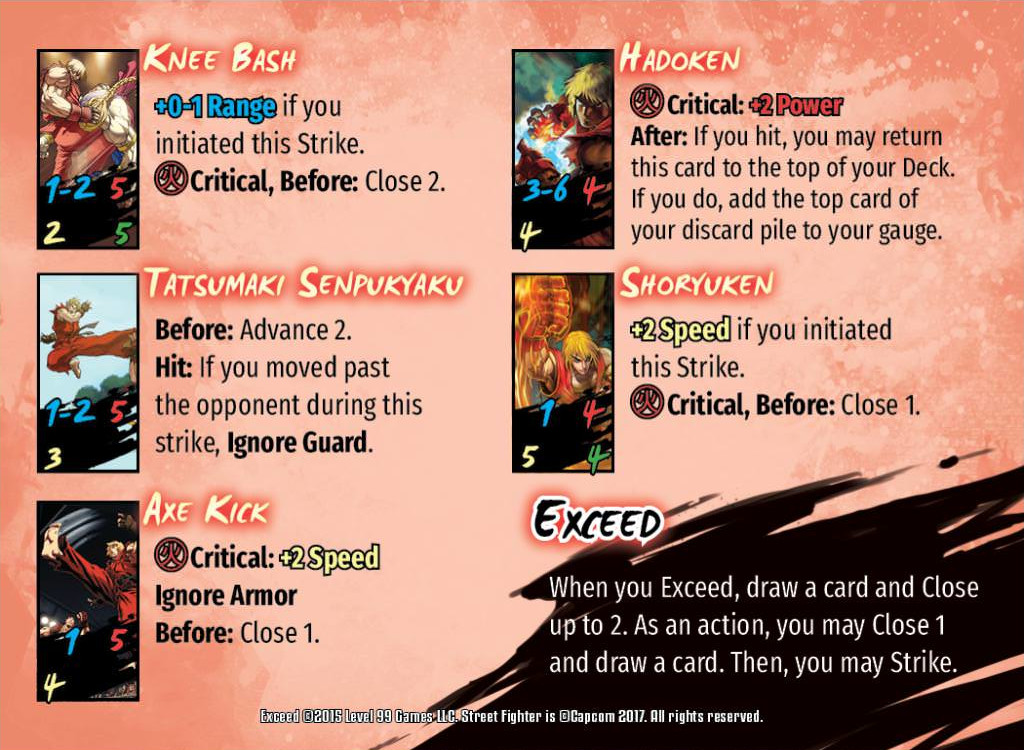 KNEE BASH
+0-1 Range if you
initiated this Strike.
火 Critical, Before: Close 2.
1-2 5
2 5
HADOKEN
火 Critical: +2 Power
After: If you hit, you may return
this card to the top of your Deck.
If you do, add the top card of
your discard pile to your gauge.
3-6 4
4
TATSUMAKI SENPUKYAKU
Before: Advance 2.
Hit: If you moved past
the opponent during this
strike, Ignore Guard.
1-2 5
3
SHORYUKEN
+2 Speed if you initiated
this Strike.
火 Critical, Before: Close 1.
1 4
5 4
AXE KICK
火 Critical: +2 Speed
Ignore Armor
Before: Close 1.
1 5
4
EXCEED
When you Exceed, draw a card and Close
up to 2. As an action, you may Close 1
and draw a card. Then, you may Strike.
Exceed ©2015 Level 99 Games LLC. Street Fighter is ©Capcom 2017. All rights reserved.